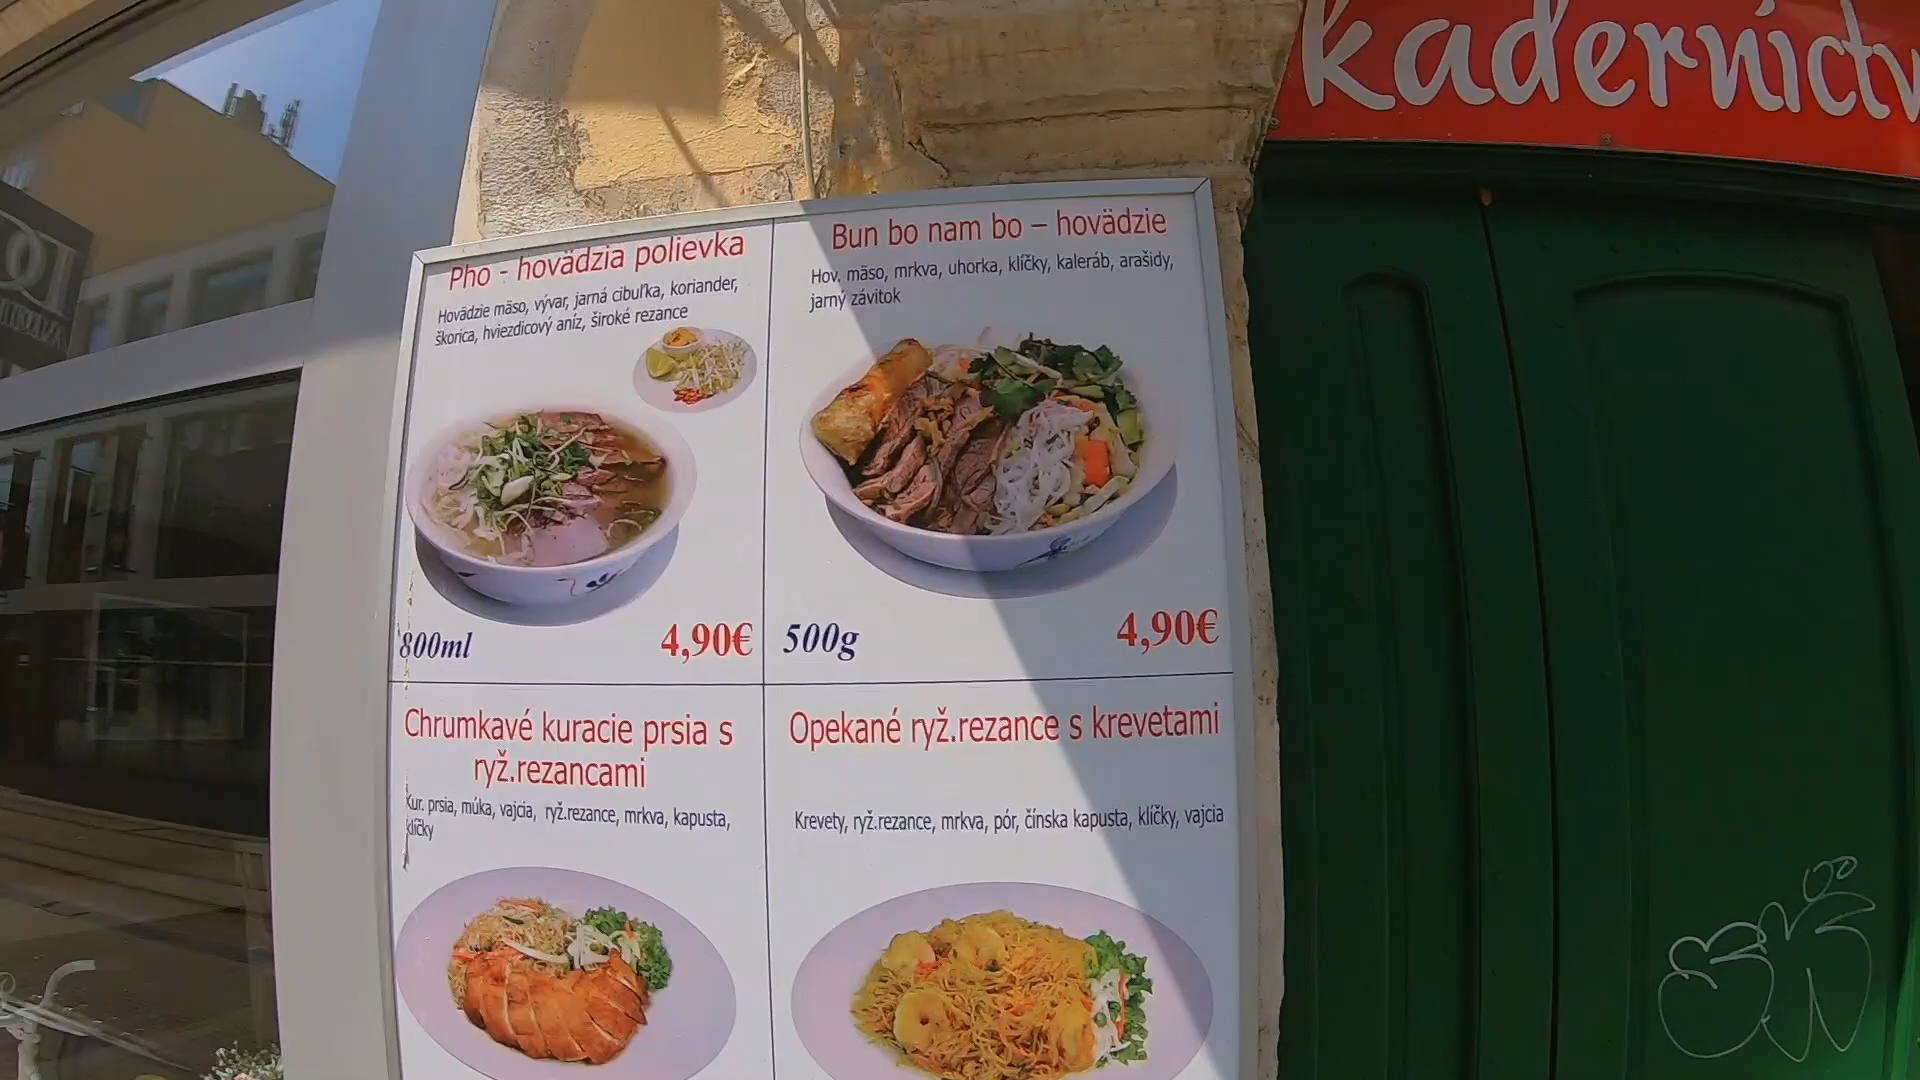 kaderníctv
Pho - hovädzia polievka
Hovädzie mäso, vývar, jarná cibuľka, koriander,
škorica, hviezdicový aníz, široké rezance
800ml
4,90€
Bun bo nam bo – hovädzie
Hov. mäso, mrkva, uhorka, klíčky, kaleráb, arašidy,
jarný závitok
500g
4,90€
Chrumkavé kuracie prsia s
ryž.rezancami
Kur. prsia, múka, vajcia, ryž.rezance, mrkva, kapusta,
klíčky
Opekané ryž.rezance s krevetami
Krevety, ryž.rezance, mrkva, pór, čínska kapusta, klíčky, vajcia